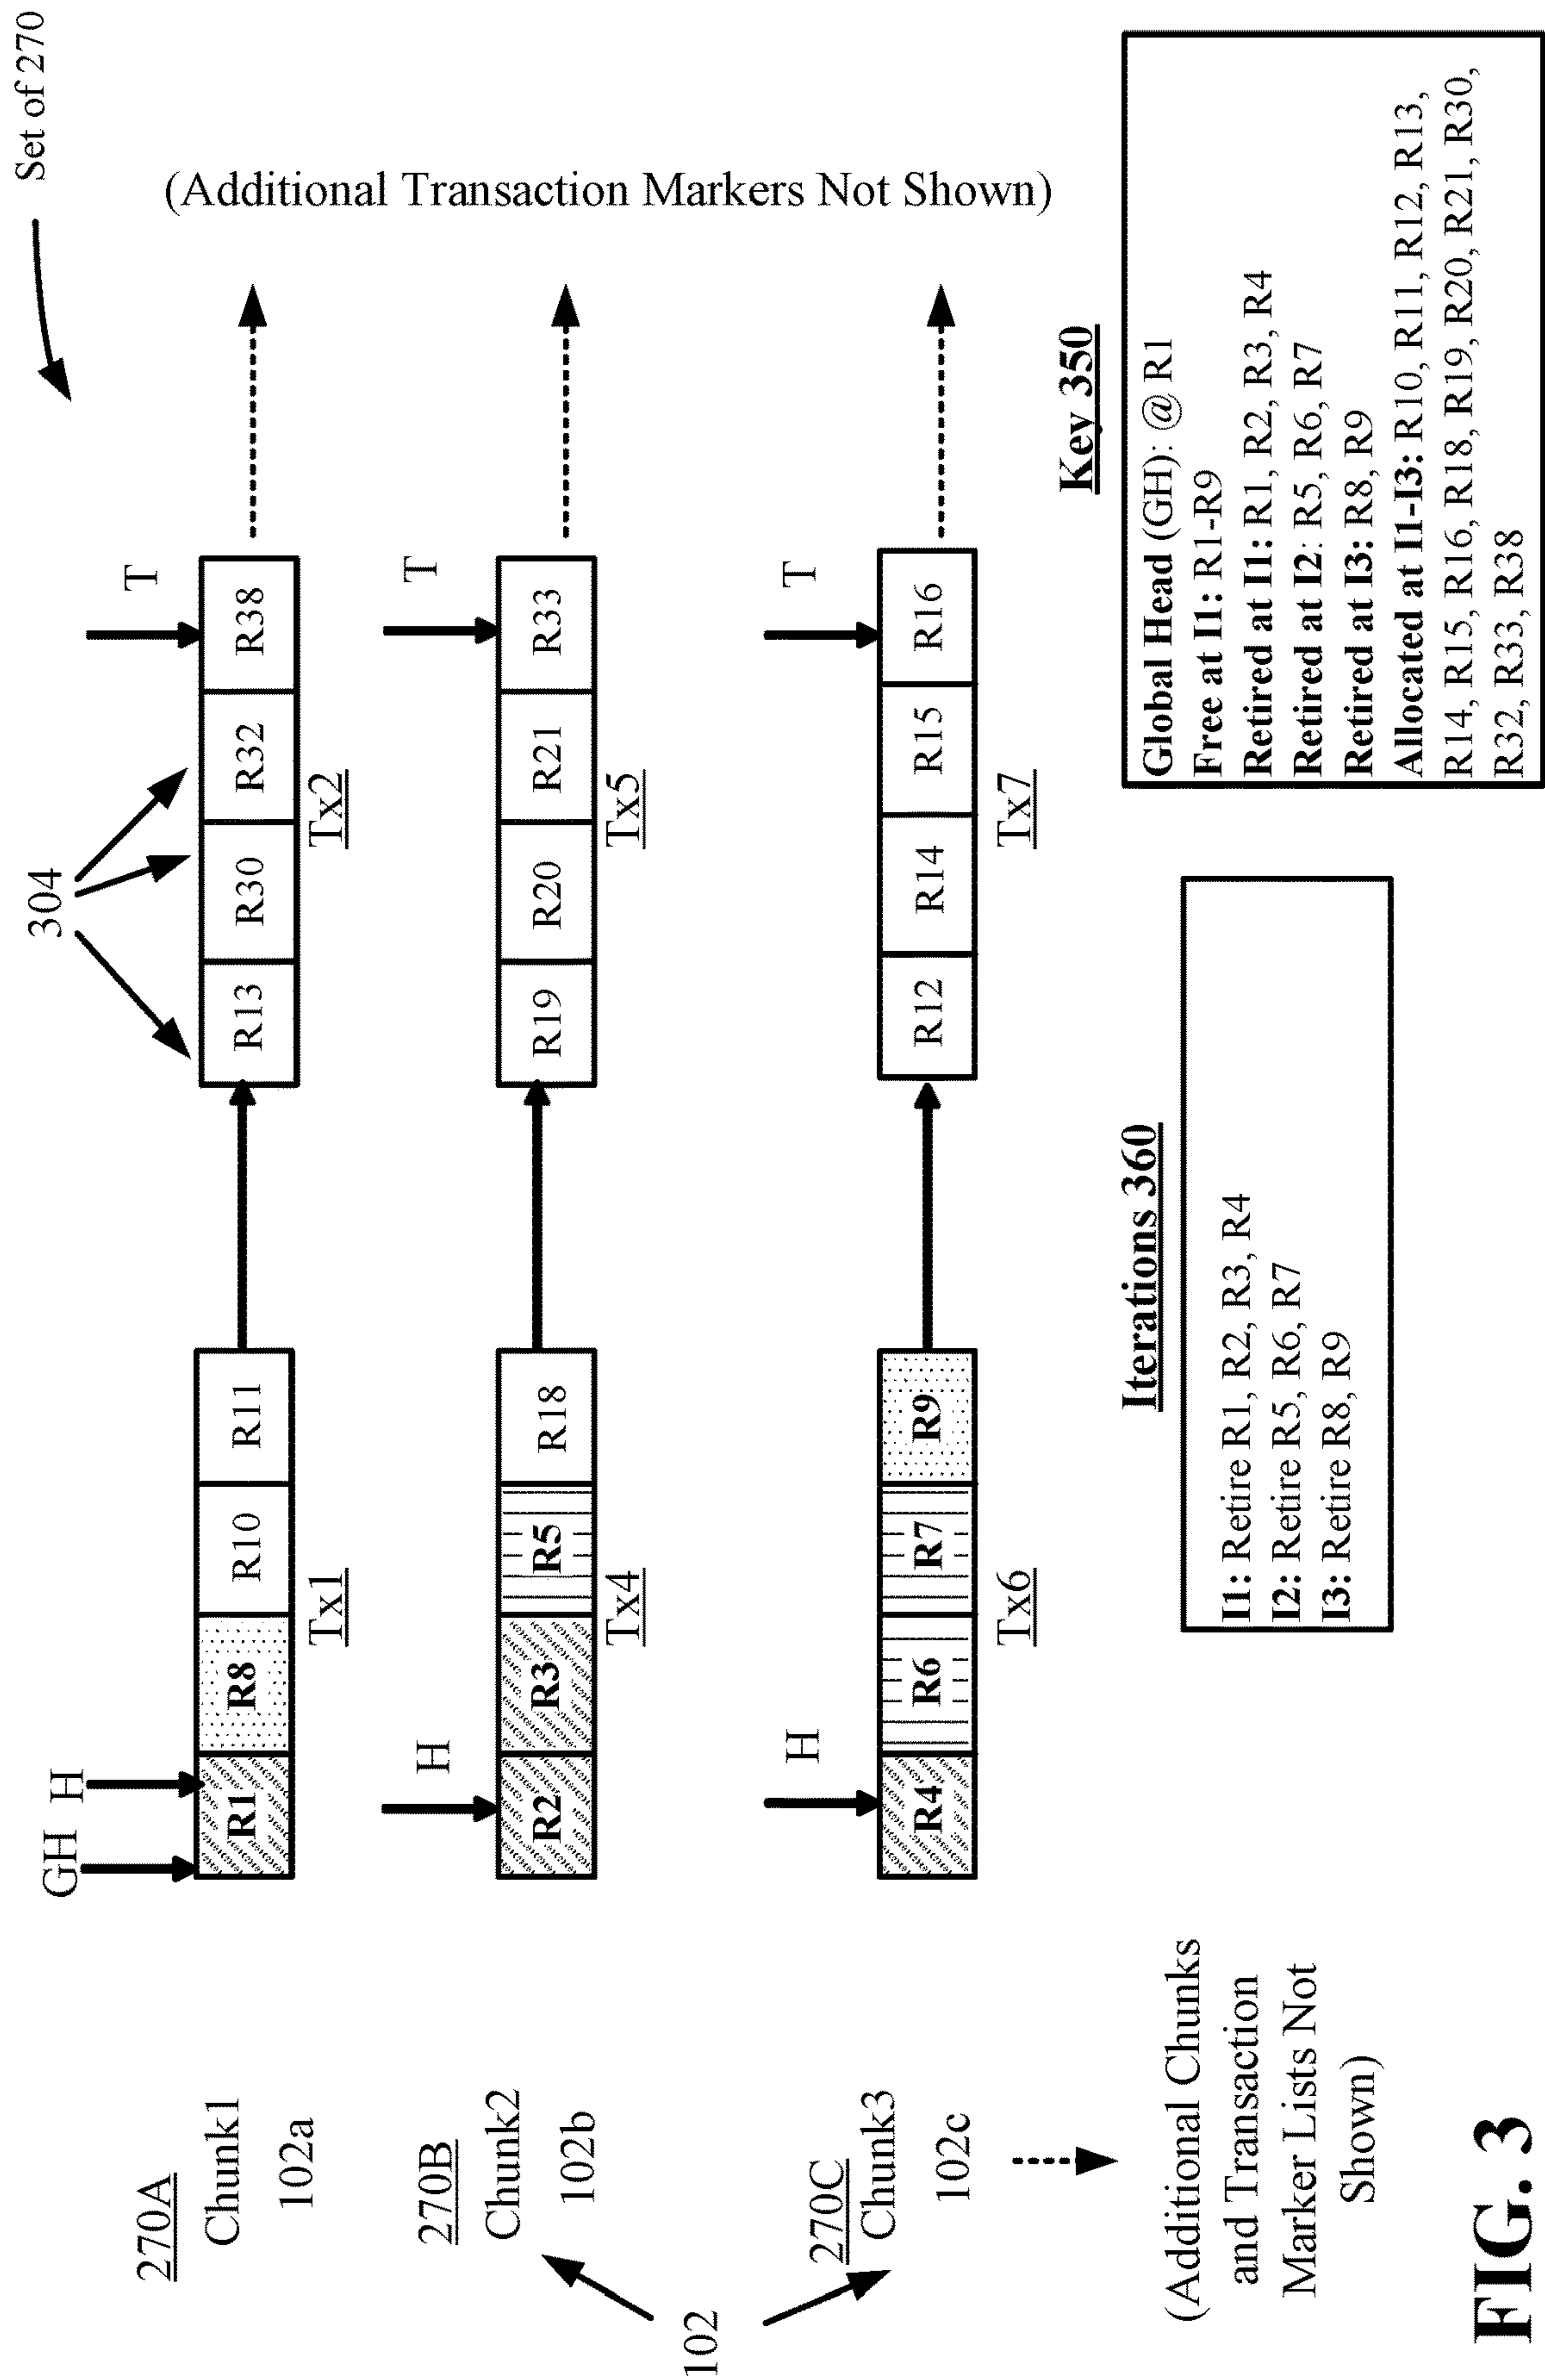 Set of 270
GH
H
T
304
270A
Chunk1
102a
R1 R8 R10 R11
Tx1
R13 R30 R32 R38
Tx2
(Additional Transaction Markers Not Shown)
H
T
270B
Chunk2
102b
R2 R3 R5 R18
Tx4
R19 R20 R21 R33
Tx5
102
H
T
270C
Chunk3
102c
R4 R6 R7 R9
Tx6
R12 R14 R15 R16
Tx7
(Additional Chunks
and Transaction
Marker Lists Not
Shown)
Iterations 360
I1: Retire R1, R2, R3, R4
I2: Retire R5, R6, R7
I3: Retire R8, R9
Key 350
Global Head (GH): @ R1
Free at I1: R1-R9
Retired at I1: R1, R2, R3, R4
Retired at I2: R5, R6, R7
Retired at I3: R8, R9
Allocated at I1-I3: R10, R11, R12, R13,
R14, R15, R16, R18, R19, R20, R21, R30,
R32, R33, R38
FIG. 3